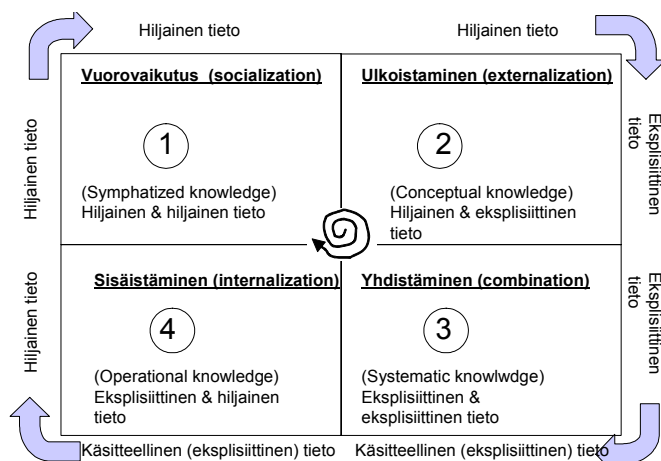 Hiljainen tieto
Hiljainen tieto
Vuorovaikutus (socialization)
Ulkoistaminen (externalization)
Hiljainen tieto
1
2
Eksplisiittinen
tieto
(Symphatized knowledge)
Hiljainen & hiljainen tieto
(Conceptual knowledge)
Hiljainen & eksplisiittinen
tieto
Sisäistäminen (internalization)
Yhdistäminen (combination)
Hiljainen tieto
4
3
Eksplisiittinen
tieto
(Operational knowledge)
Eksplisiittinen & hiljainen
tieto
(Systematic knowlwdge)
Eksplisiittinen &
eksplisiittinen tieto
Käsitteellinen (eksplisiittinen) tieto
Käsitteellinen (eksplisiittinen) tieto